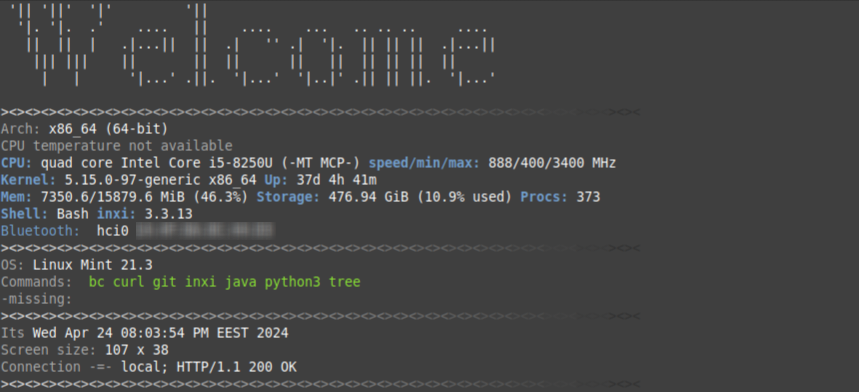 Welcome
Arch: x86_64 (64-bit)
CPU temperature not available
CPU: quad core Intel Core i5-8250U (-MT MCP-) speed/min/max: 888/400/3400 MHz
Kernel: 5.15.0-97-generic x86_64 Up: 37d 4h 41m
Mem: 7350.6/15879.6 MiB (46.3%) Storage: 476.94 GiB (10.9% used) Procs: 373
Shell: Bash inxi: 3.3.13
Bluetooth: hci0
OS: Linux Mint 21.3
Commands: bc curl git inxi java python3 tree
-missing:
Its Wed Apr 24 08:03:54 PM EEST 2024
Screen size: 107 x 38
Connection -=- local; HTTP/1.1 200 OK